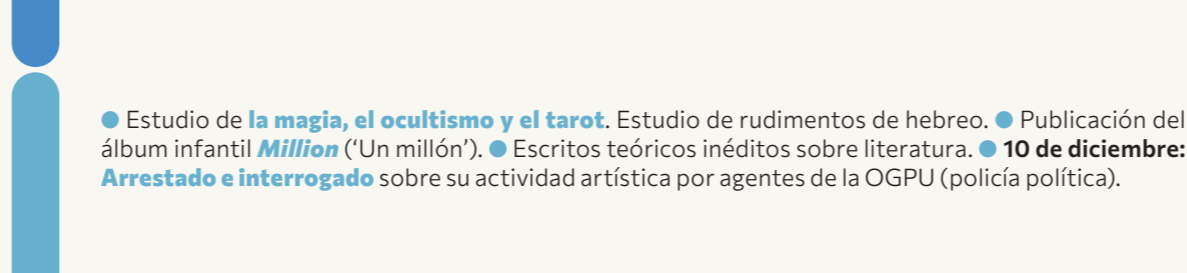 ● Estudio de la magia, el ocultismo y el tarot. Estudio de rudimentos de hebreo. ● Publicación del
álbum infantil Million (‘Un millón’). ● Escritos teóricos inéditos sobre literatura. ● 10 de diciembre:
Arrestado e interrogado sobre su actividad artística por agentes de la OGPU (policía política).